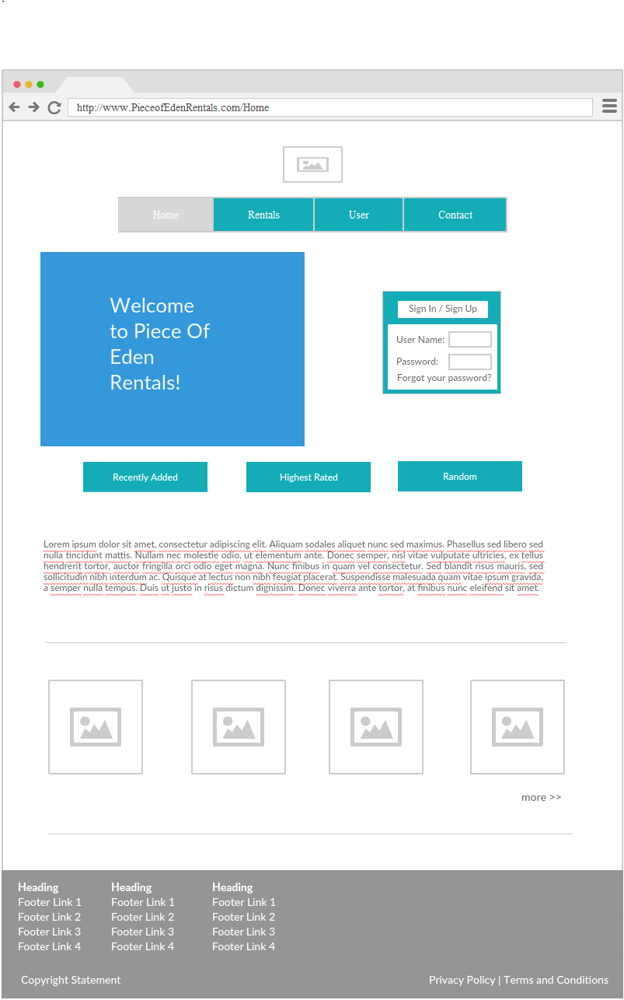 http://www.PieceofEdenRentals.com/Home
Home Rentals User Contact
Welcome
to Piece Of
Eden
Rentals!
Sign In / Sign Up
User Name:
Password:
Forgot your password?
Recently Added Highest Rated Random
Lorem ipsum dolor sit amet, consectetur adipiscing elit. Aliquam sodales aliquet nunc sed maximus. Phasellus sed libero sed
nulla tincidunt mattis. Nullam nec molestie odio, ut elementum ante. Donec semper, nisl vitae vulputate ultricies, ex tellus
hendrerit tortor, auctor fringilla orci odio eget magna. Nunc finibus in quam vel consectetur. Sed blandit risus mauris, sed
sollicitudin nibh interdum ac. Quisque at lectus non nibh feugiat placerat. Suspendisse malesuada quam vitae ipsum gravida,
a semper nulla tempus. Duis ut justo in risus dictum dignissim. Donec viverra ante tortor, at finibus nunc eleifend sit amet.
more >>
Heading Heading Heading
Footer Link 1 Footer Link 1 Footer Link 1
Footer Link 2 Footer Link 2 Footer Link 2
Footer Link 3 Footer Link 3 Footer Link 3
Footer Link 4 Footer Link 4 Footer Link 4
Copyright Statement Privacy Policy | Terms and Conditions